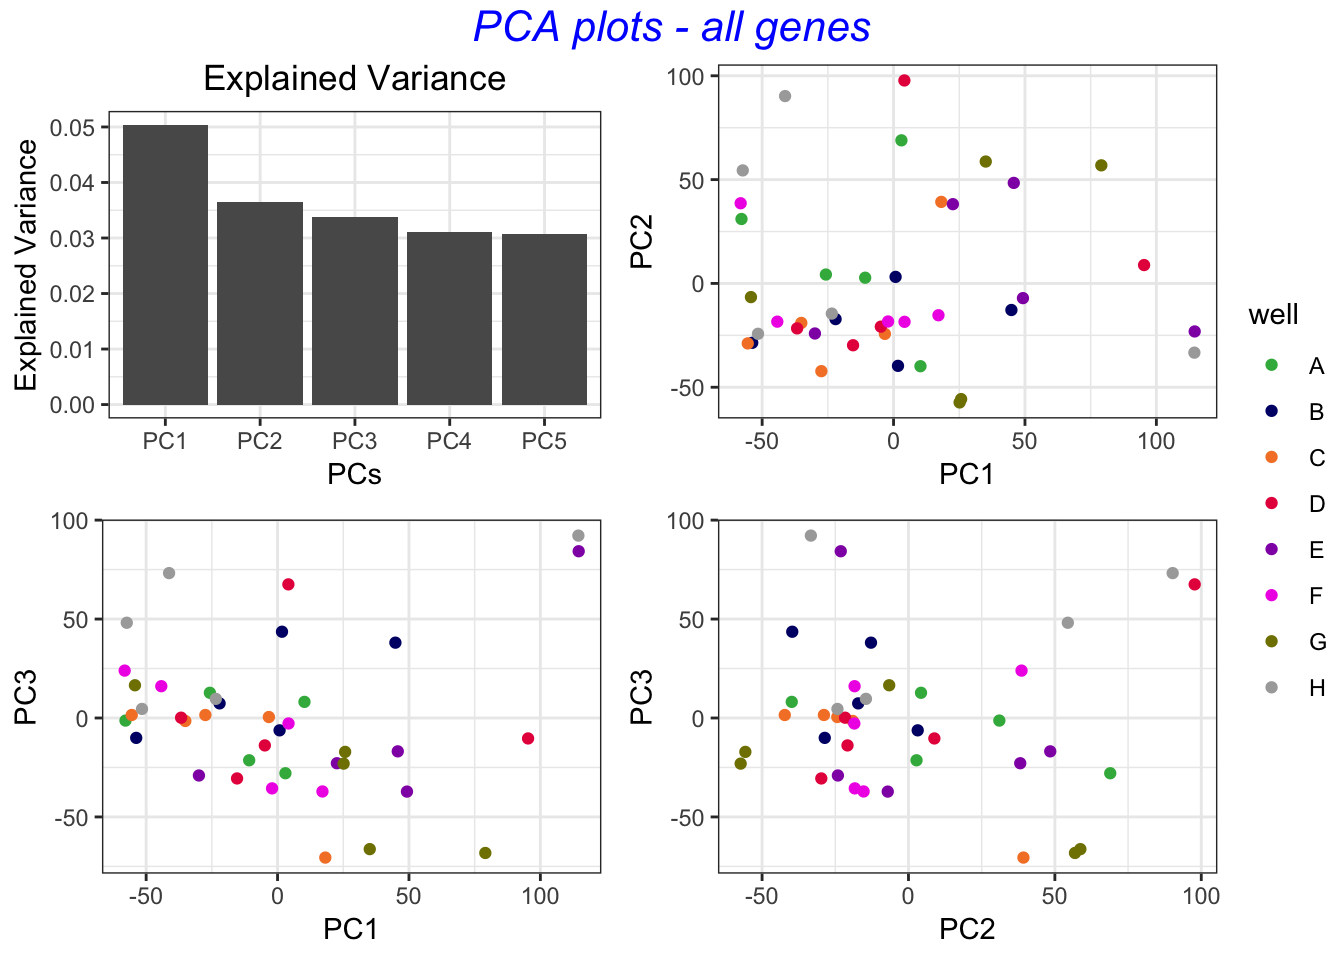 PCA plots - all genes
Explained Variance
Explained Variance
0.05
0.04
0.03
0.02
0.01
0.00
PC1 PC2 PC3 PC4 PC5
PCs
PC2
100
50
0
-50
-50 0 50 100
PC1
PC3
100
50
0
-50
-50 0 50 100
PC1
PC3
100
50
0
-50
-50 0 50 100
PC2
well
A
B
C
D
E
F
G
H